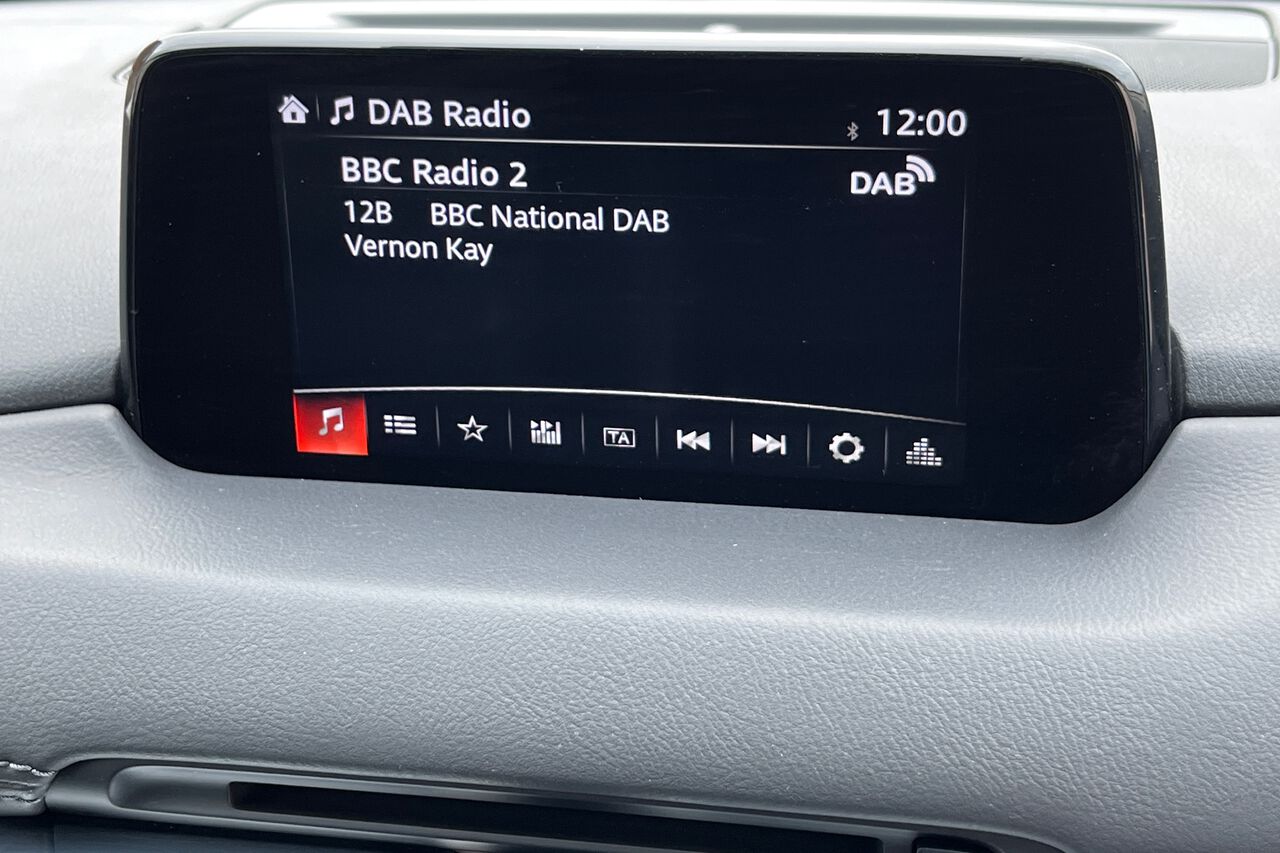 DAB Radio 12:00
BBC Radio 2 DAB
12B BBC National DAB
Vernon Kay
TA